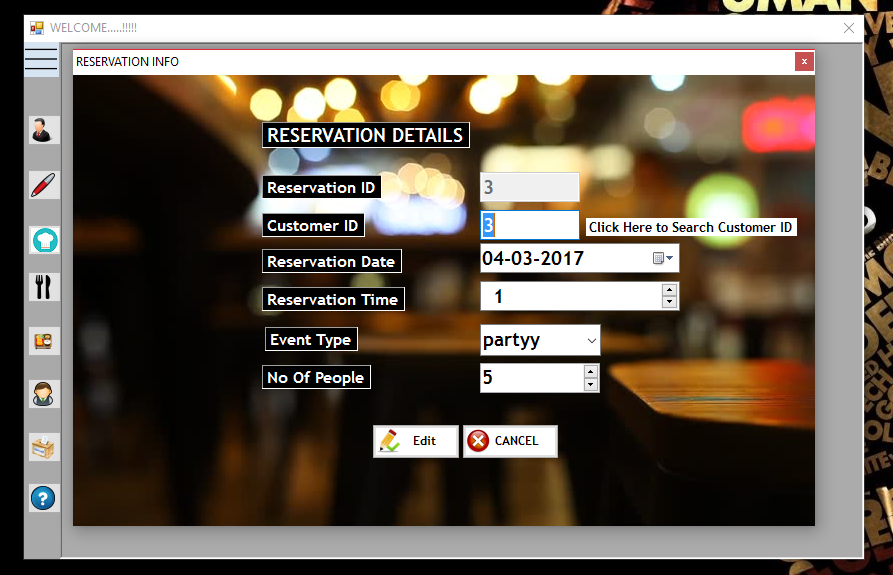 OMAN
WELCOME.....!!!!!
RESERVATION INFO
RESERVATION DETAILS
Reservation ID 3
Customer ID 3 Click Here to Search Customer ID
Reservation Date 04-03-2017
Reservation Time 1
Event Type partyy
No Of People 5
Edit CANCEL
?